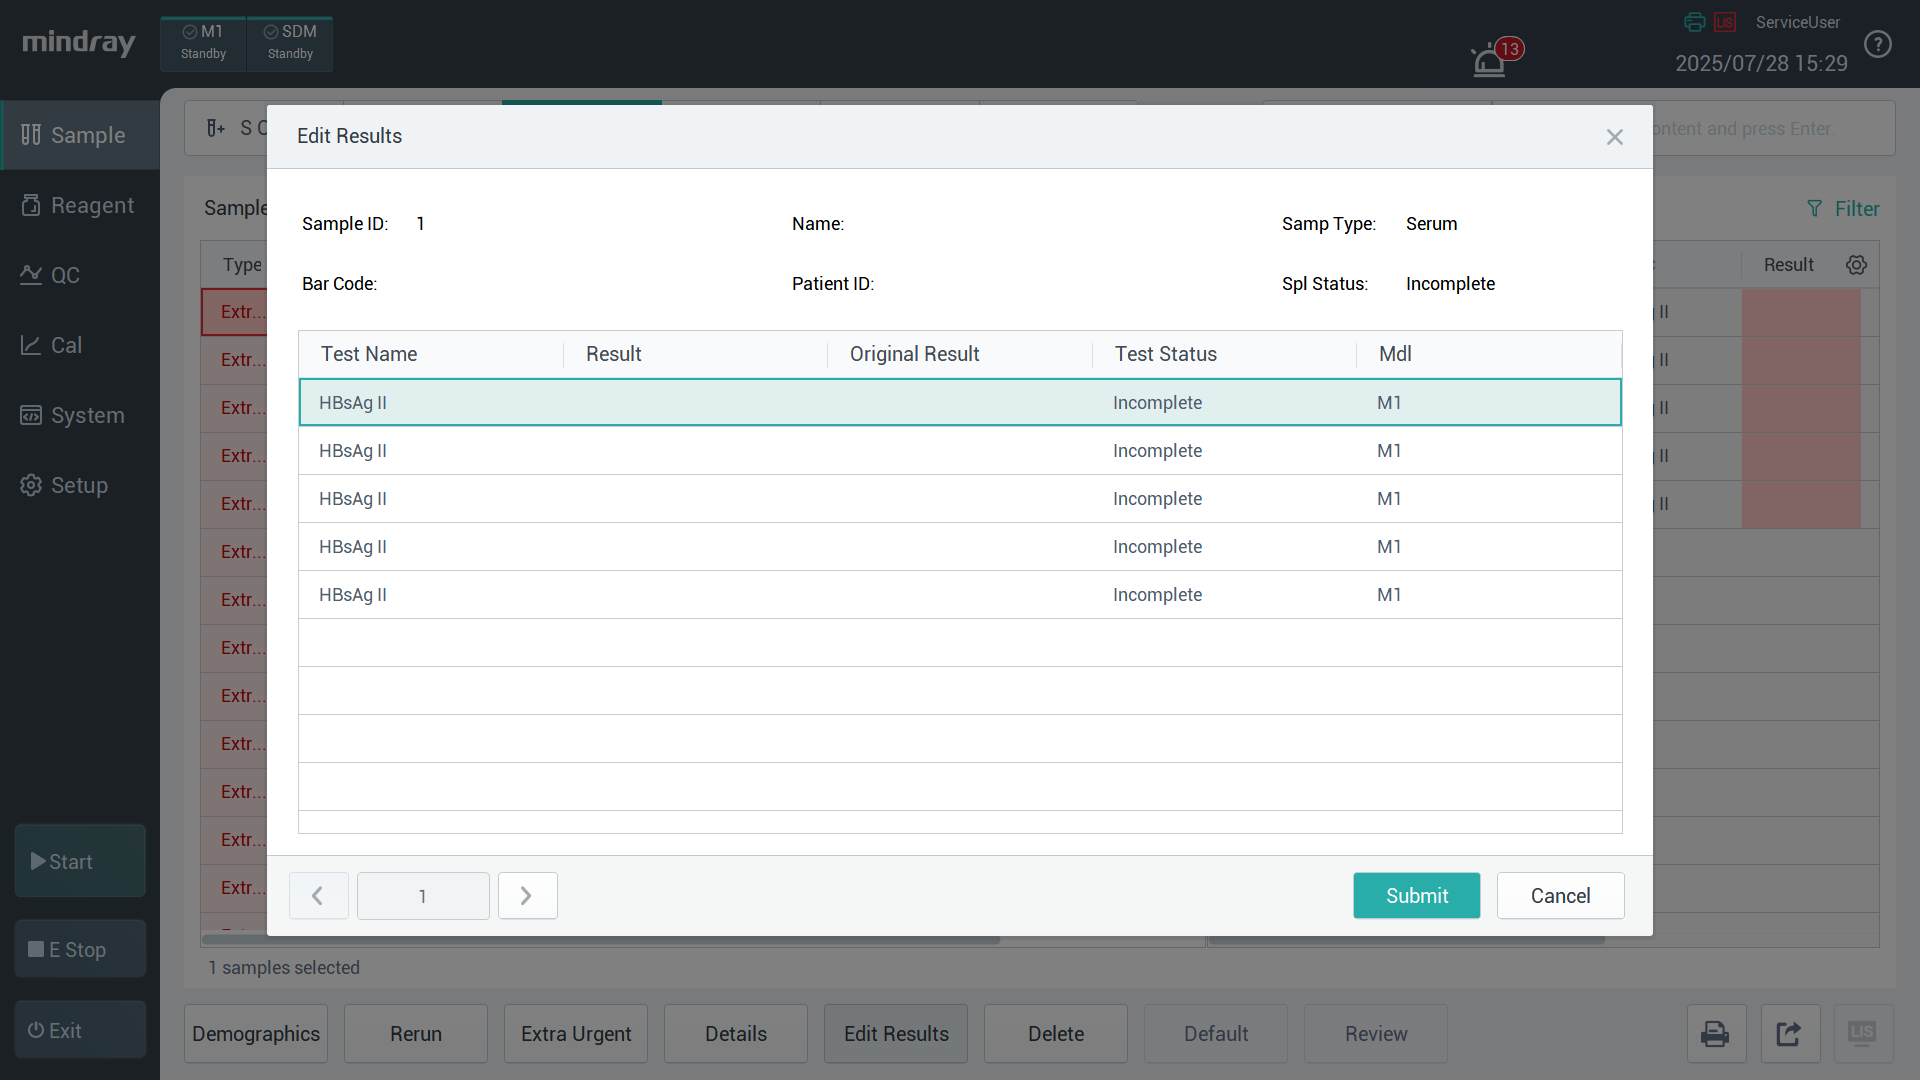 mindray
M1
Standby
SDM
Standby
13
LIS
ServiceUser
2025/07/28 15:29
Sample
Reagent
QC
Cal
System
Setup
Start
E Stop
Exit
ontent and press Enter.
Filter
Type
Result
Extr...
Extr...
Extr...
Extr...
Extr...
Extr...
Extr...
Extr...
Extr...
Extr...
Extr...
Extr...
Extr...
II
II
II
II
II
Edit Results
Sample ID: 1
Name:
Samp Type: Serum
Bar Code:
Patient ID:
Spl Status: Incomplete
Test Name Result Original Result Test Status Mdl
HBsAg II Incomplete M1
HBsAg II Incomplete M1
HBsAg II Incomplete M1
HBsAg II Incomplete M1
HBsAg II Incomplete M1
1
Submit
Cancel
1 samples selected
Demographics
Rerun
Extra Urgent
Details
Edit Results
Delete
Default
Review
LIS